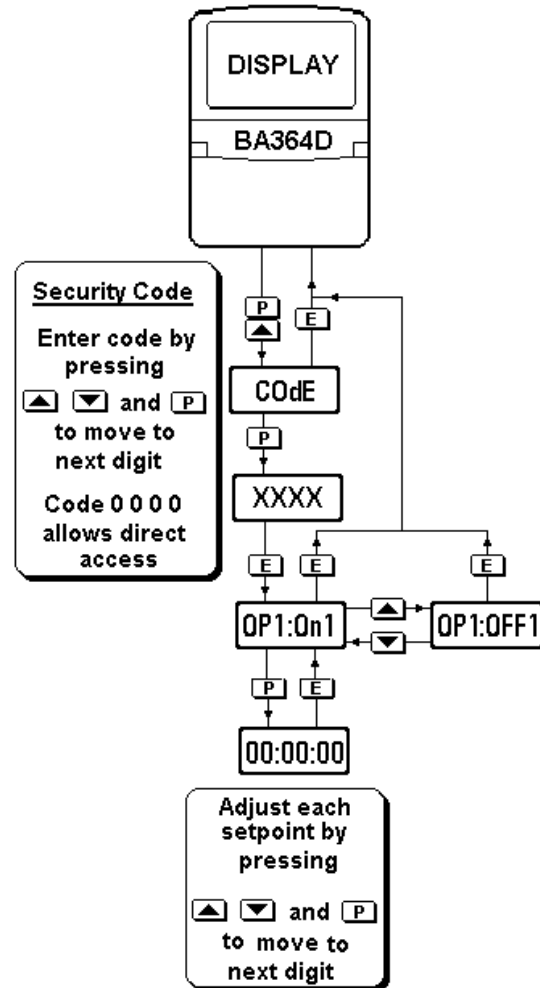 DISPLAY
BA364D
Security Code
Enter code by
pressing
▲ ▼ and P
to move to
next digit
Code 0 0 0 0
allows direct
access
P
▲
E
COdE
P
XXXX
E
E
E
OP1:On1
▲
▼
OP1:OFF1
P
E
00:00:00
Adjust each
setpoint by
pressing
▲ ▼ and P
to move to
next digit